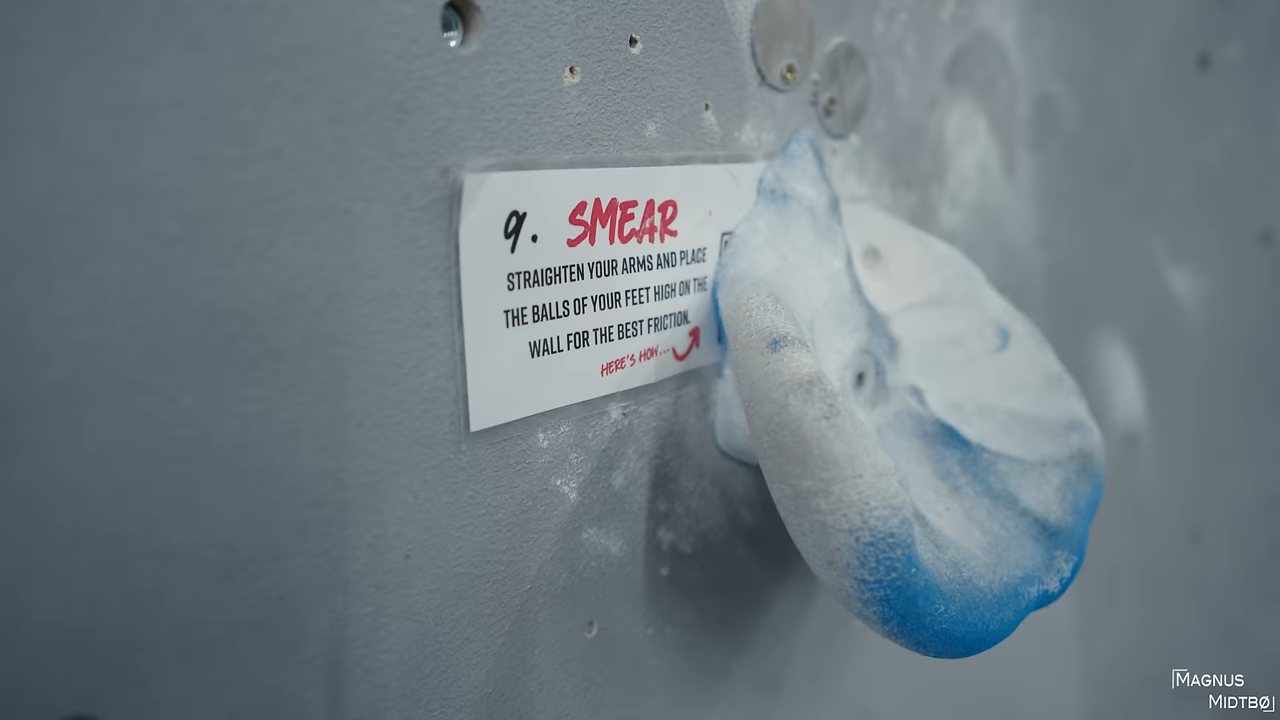 9. SMEAR
STRAIGHTEN YOUR ARMS AND PLACE
THE BALLS OF YOUR FEET HIGH ON THE
WALL FOR THE BEST FRICTION.
HERE'S HOW...
MAGNUS
MIDTBØ